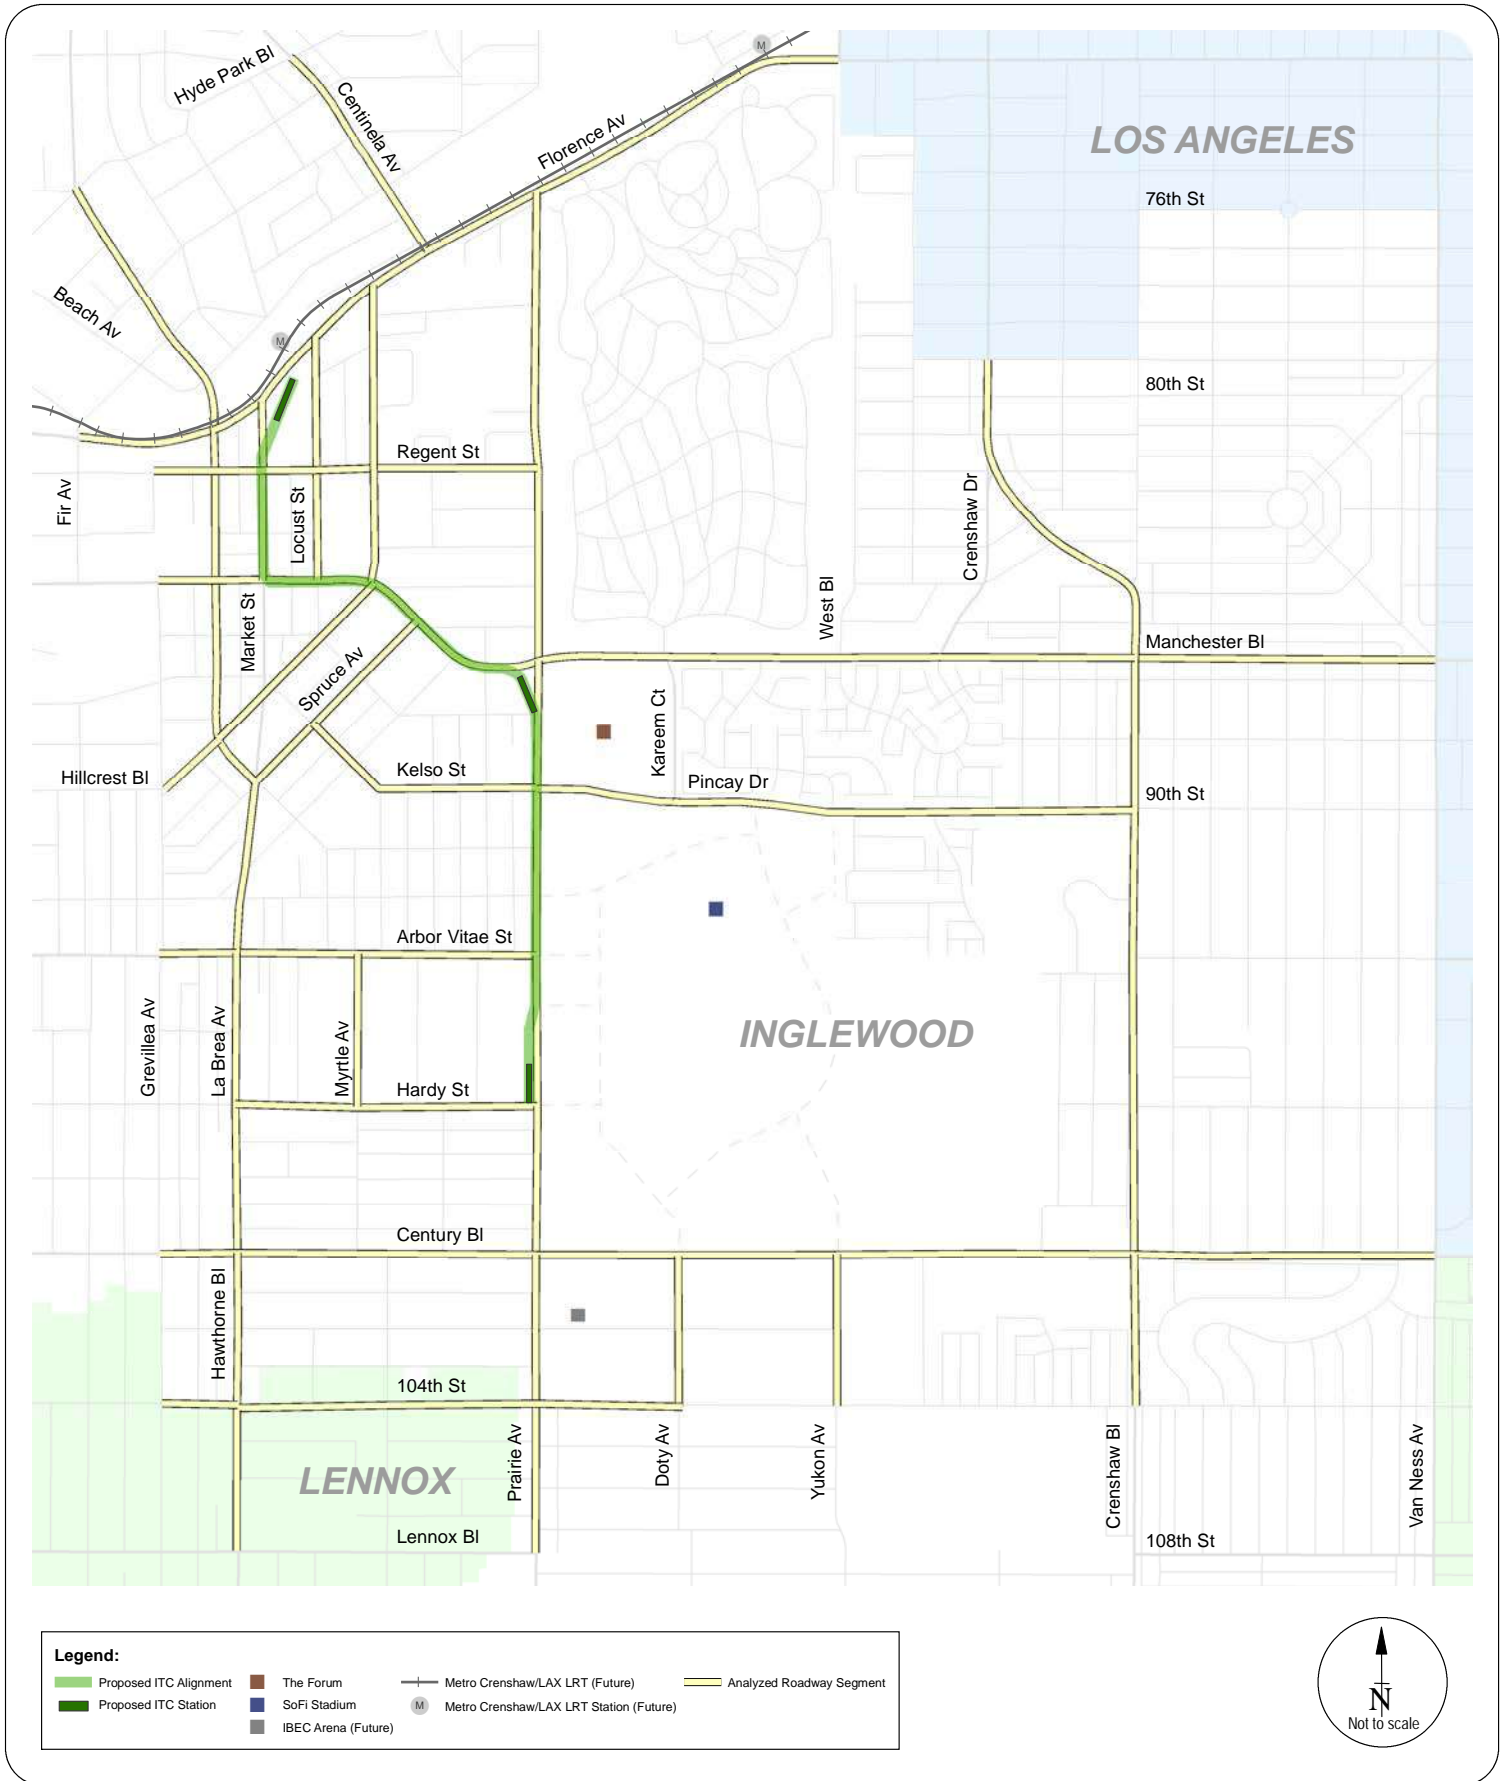 M
Hyde Park Bl
Centinela Av
Florence Av
LOS ANGELES
76th St
Beach Av
M
80th St
Regent St
Fir Av
Locust St
Crenshaw Dr
Market St
West Bl
Manchester Bl
Spruce Av
Kareem Ct
Hillcrest Bl
Kelso St
Pincay Dr
90th St
Arbor Vitae St
Grevillea Av
La Brea Av
Myrtle Av
INGLEWOOD
Hardy St
Century Bl
Hawthorne Bl
104th St
LENNOX
Prairie Av
Doty Av
Yukon Av
Crenshaw Bl
Van Ness Av
Lennox Bl
108th St
Legend:
Proposed ITC Alignment
Proposed ITC Station
The Forum
SoFi Stadium
IBEC Arena (Future)
Metro Crenshaw/LAX LRT (Future)
M
Metro Crenshaw/LAX LRT Station (Future)
Analyzed Roadway Segment
N
Not to scale